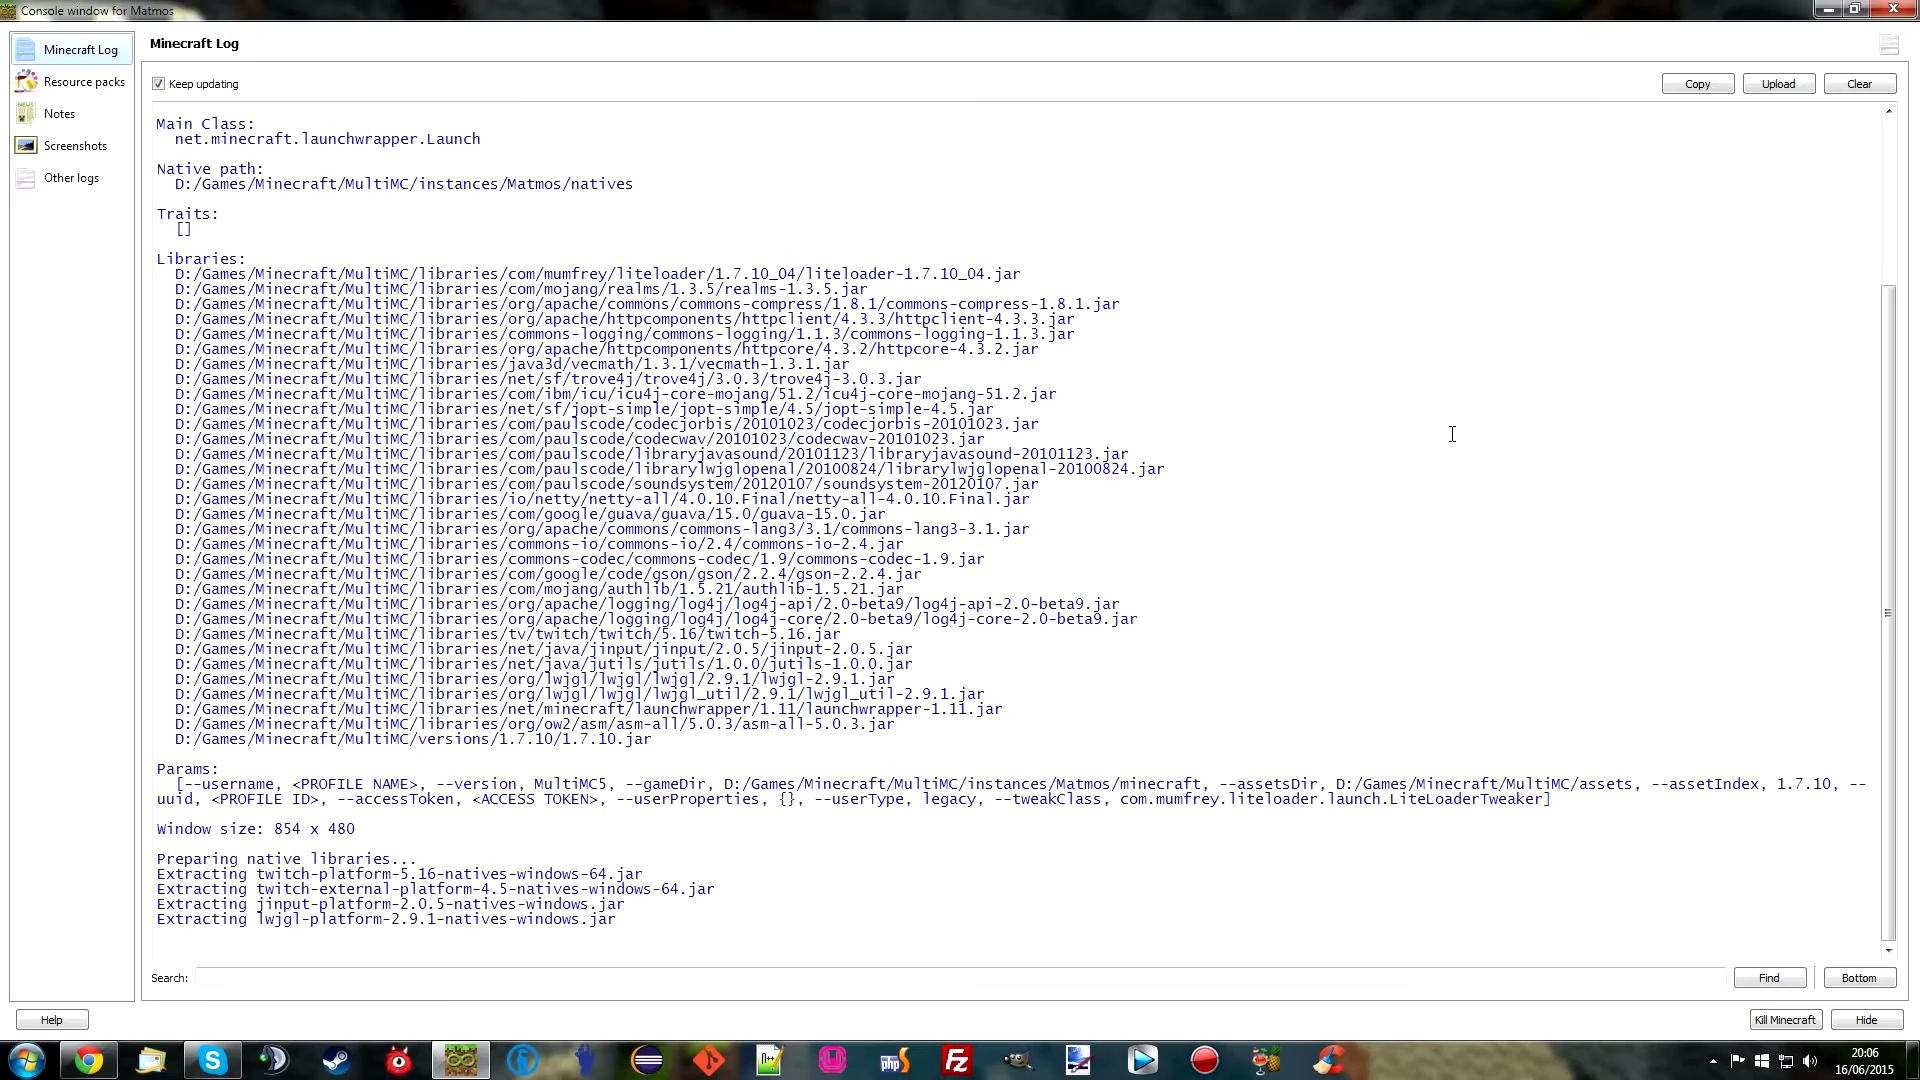 Console window for Matmos
Minecraft Log
Resource packs
Notes
Screenshots
Other logs
Minecraft Log
Keep updating
Copy
Upload
Clear
Main Class:
net.minecraft.launchwrapper.Launch
Native path:
D:/Games/Minecraft/MultiMC/instances/Matmos/natives
Traits:
[]
Libraries:
D:/Games/Minecraft/MultiMC/libraries/com/mumfrey/liteloader/1.7.10_04/liteloader-1.7.10_04.jar
D:/Games/Minecraft/MultiMC/libraries/com/mojang/realms/1.3.5/realms-1.3.5.jar
D:/Games/Minecraft/MultiMC/libraries/org/apache/commons/commons-compress/1.8.1/commons-compress-1.8.1.jar
D:/Games/Minecraft/MultiMC/libraries/org/apache/httpcomponents/httpclient/4.3.3/httpclient-4.3.3.jar
D:/Games/Minecraft/MultiMC/libraries/commons-logging/commons-logging/1.1.3/commons-logging-1.1.3.jar
D:/Games/Minecraft/MultiMC/libraries/org/apache/httpcomponents/httpcore/4.3.2/httpcore-4.3.2.jar
D:/Games/Minecraft/MultiMC/libraries/java3d/vecmath/1.3.1/vecmath-1.3.1.jar
D:/Games/Minecraft/MultiMC/libraries/net/sf/trove4j/trove4j/3.0.3/trove4j-3.0.3.jar
D:/Games/Minecraft/MultiMC/libraries/com/ibm/icu/icu4j-core-mojang/51.2/icu4j-core-mojang-51.2.jar
D:/Games/Minecraft/MultiMC/libraries/net/sf/jopt-simple/jopt-simple/4.5/jopt-simple-4.5.jar
D:/Games/Minecraft/MultiMC/libraries/com/paulscode/codecjorbis/20101023/codecjorbis-20101023.jar
D:/Games/Minecraft/MultiMC/libraries/com/paulscode/codecwav/20101023/codecwav-20101023.jar
D:/Games/Minecraft/MultiMC/libraries/com/paulscode/libraryjavasound/20101123/libraryjavasound-20101123.jar
D:/Games/Minecraft/MultiMC/libraries/com/paulscode/librarylwjglopenal/20100824/librarylwjglopenal-20100824.jar
D:/Games/Minecraft/MultiMC/libraries/com/paulscode/soundsystem/20120107/soundsystem-20120107.jar
D:/Games/Minecraft/MultiMC/libraries/io/netty/netty-all/4.0.10.Final/netty-all-4.0.10.Final.jar
D:/Games/Minecraft/MultiMC/libraries/com/google/guava/guava/15.0/guava-15.0.jar
D:/Games/Minecraft/MultiMC/libraries/org/apache/commons/commons-lang3/3.1/commons-lang3-3.1.jar
D:/Games/Minecraft/MultiMC/libraries/commons-io/commons-io/2.4/commons-io-2.4.jar
D:/Games/Minecraft/MultiMC/libraries/commons-codec/commons-codec/1.9/commons-codec-1.9.jar
D:/Games/Minecraft/MultiMC/libraries/com/google/code/gson/gson/2.2.4/gson-2.2.4.jar
D:/Games/Minecraft/MultiMC/libraries/com/mojang/authlib/1.5.21/authlib-1.5.21.jar
D:/Games/Minecraft/MultiMC/libraries/org/apache/logging/log4j/log4j-api/2.0-beta9/log4j-api-2.0-beta9.jar
D:/Games/Minecraft/MultiMC/libraries/org/apache/logging/log4j/log4j-core/2.0-beta9/log4j-core-2.0-beta9.jar
D:/Games/Minecraft/MultiMC/libraries/tv/twitch/twitch/5.16/twitch-5.16.jar
D:/Games/Minecraft/MultiMC/libraries/net/java/jinput/jinput/2.0.5/jinput-2.0.5.jar
D:/Games/Minecraft/MultiMC/libraries/net/java/jutils/jutils/1.0.0/jutils-1.0.0.jar
D:/Games/Minecraft/MultiMC/libraries/org/lwjgl/lwjgl/lwjgl/2.9.1/lwjgl-2.9.1.jar
D:/Games/Minecraft/MultiMC/libraries/org/lwjgl/lwjgl/lwjgl_util/2.9.1/lwjgl_util-2.9.1.jar
D:/Games/Minecraft/MultiMC/libraries/net/minecraft/launchwrapper/1.11/launchwrapper-1.11.jar
D:/Games/Minecraft/MultiMC/libraries/org/ow2/asm/asm-all/5.0.3/asm-all-5.0.3.jar
D:/Games/Minecraft/MultiMC/versions/1.7.10/1.7.10.jar
Params:
[--username, <PROFILE NAME>, --version, MultiMC5, --gameDir, D:/Games/Minecraft/MultiMC/instances/Matmos/minecraft, --assetsDir, D:/Games/Minecraft/MultiMC/assets, --assetIndex, 1.7.10, --
uuid, <PROFILE ID>, --accessToken, <ACCESS TOKEN>, --userProperties, {}, --userType, legacy, --tweakClass, com.mumfrey.liteloader.launch.LiteLoaderTweaker]
Window size: 854 x 480
Preparing native libraries...
Extracting twitch-platform-5.16-natives-windows-64.jar
Extracting twitch-external-platform-4.5-natives-windows-64.jar
Extracting jinput-platform-2.0.5-natives-windows.jar
Extracting lwjgl-platform-2.9.1-natives-windows.jar
Search:
Find
Bottom
Help
Kill Minecraft
Hide
php
FZ
20:06
16/06/2015